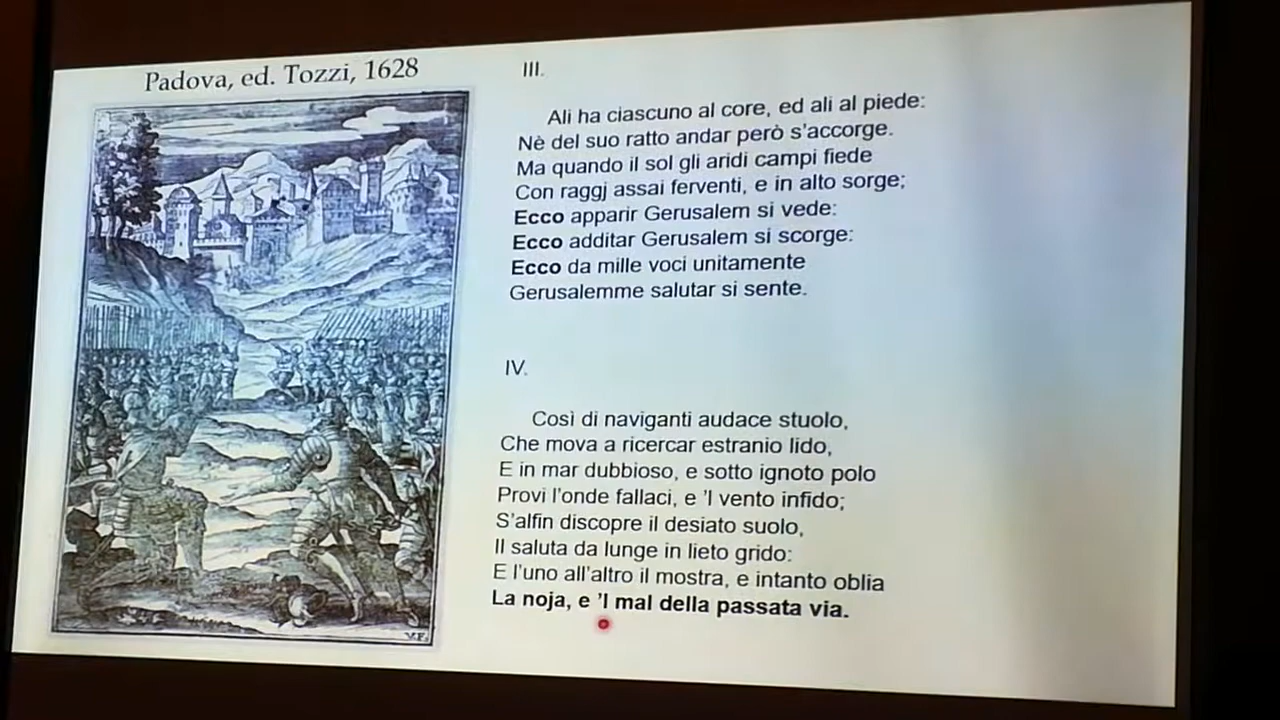 Padova, ed. Tozzi, 1628
III.
Ali ha ciascuno al core, ed ali al piede:
Nè del suo ratto andar però s'accorge.
Ma quando il sol gli aridi campi fiede
Con raggj assai ferventi, e in alto sorge;
Ecco apparir Gerusalem si vede:
Ecco additar Gerusalem si scorge:
Ecco da mille voci unitamente
Gerusalemme salutar si sente.
IV.
Così di naviganti audace stuolo,
Che mova a ricercar estranio lido,
E in mar dubbioso, e sotto ignoto polo
Provi l'onde fallaci, e 'l vento infido;
S'alfin discopre il desiato suolo,
Il saluta da lunge in lieto grido:
E l'uno all'altro il mostra, e intanto oblia
La noja, e 'l mal della passata via.
V.F.